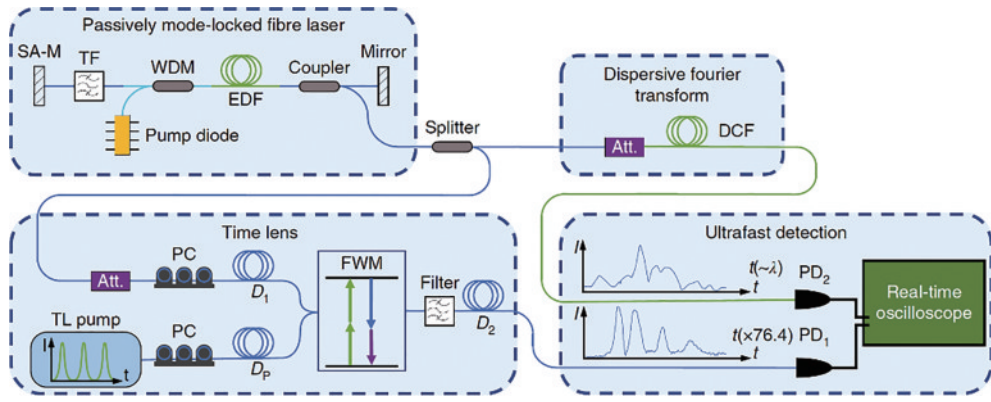 Passively mode-locked fibre laser
SA-M
TF
WDM
EDF
Coupler
Mirror
Pump diode
Splitter
Dispersive fourier
transform
Att.
DCF
Time lens
PC
Att.
D1
FWM
Filter
D2
TL pump
I
t
PC
DP
Ultrafast detection
I
t(~λ)
t
PD2
I
t(×76.4)
t
PD1
Real-time
oscilloscope